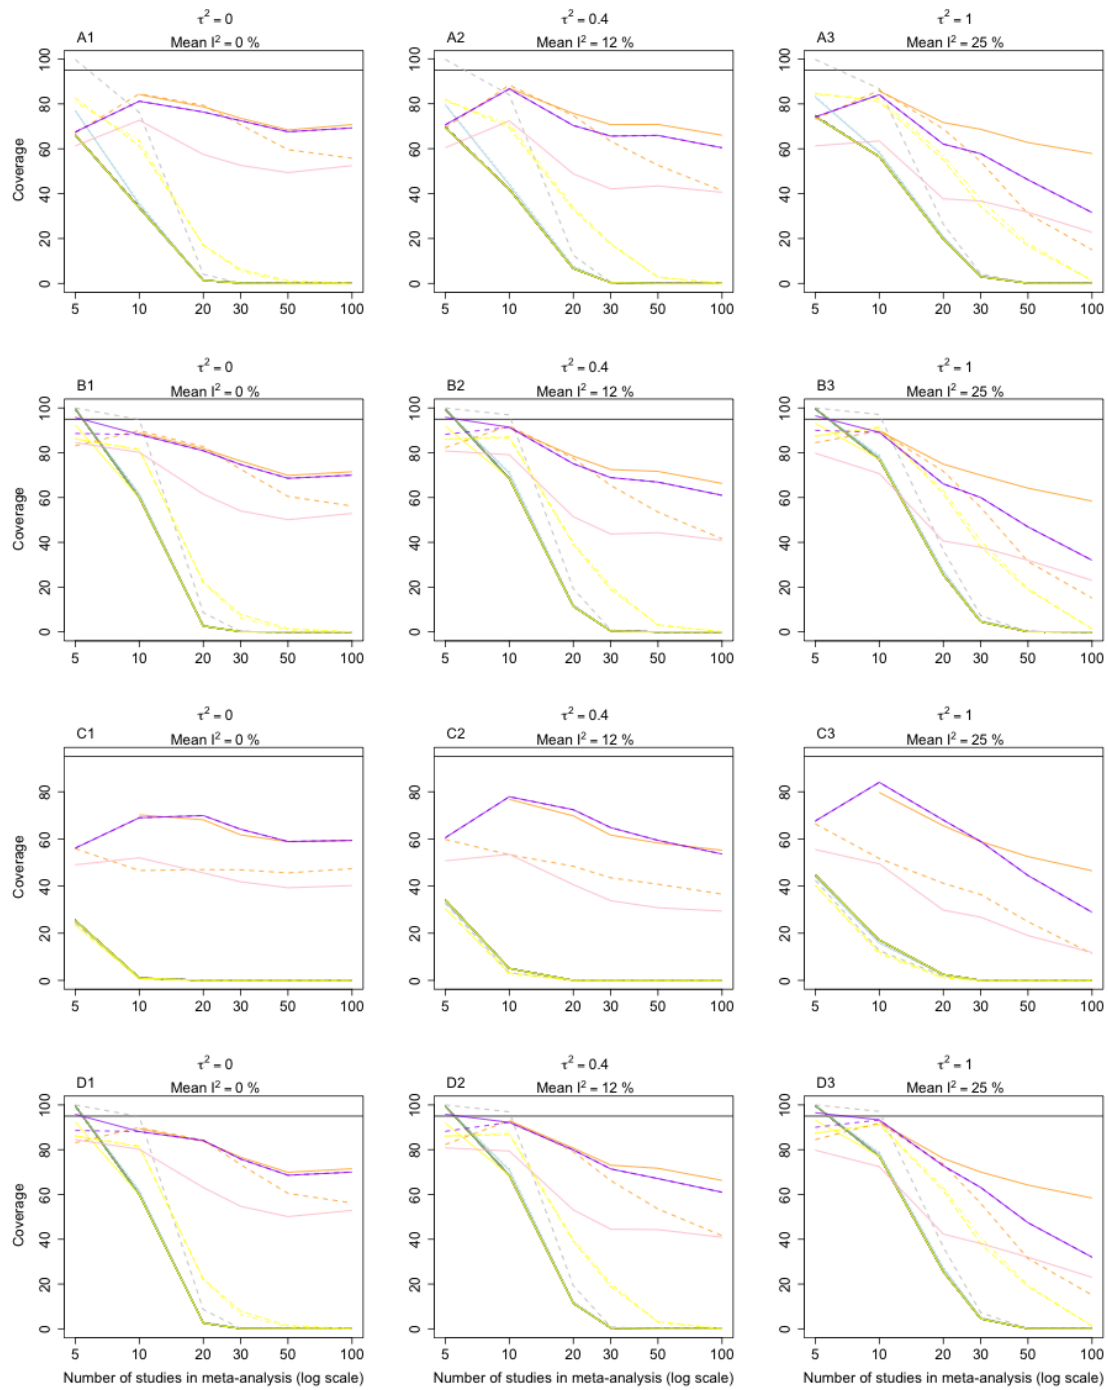 τ² = 0 τ² = 0.4 τ² = 1
A1 Mean I² = 0 % A2 Mean I² = 12 % A3 Mean I² = 25 %
Coverage
0 20 40 60 80 100 0 20 40 60 80 100 0 20 40 60 80 100
5 10 20 30 50 100 5 10 20 30 50 100 5 10 20 30 50 100
τ² = 0 τ² = 0.4 τ² = 1
B1 Mean I² = 0 % B2 Mean I² = 12 % B3 Mean I² = 25 %
Coverage
0 20 40 60 80 100 0 20 40 60 80 100 0 20 40 60 80 100
5 10 20 30 50 100 5 10 20 30 50 100 5 10 20 30 50 100
τ² = 0 τ² = 0.4 τ² = 1
C1 Mean I² = 0 % C2 Mean I² = 12 % C3 Mean I² = 25 %
Coverage
0 20 40 60 80 0 20 40 60 80 0 20 40 60 80
5 10 20 30 50 100 5 10 20 30 50 100 5 10 20 30 50 100
τ² = 0 τ² = 0.4 τ² = 1
D1 Mean I² = 0 % D2 Mean I² = 12 % D3 Mean I² = 25 %
Coverage
0 20 40 60 80 100 0 20 40 60 80 100 0 20 40 60 80 100
5 10 20 30 50 100 5 10 20 30 50 100 5 10 20 30 50 100
Number of studies in meta-analysis (log scale) Number of studies in meta-analysis (log scale) Number of studies in meta-analysis (log scale)